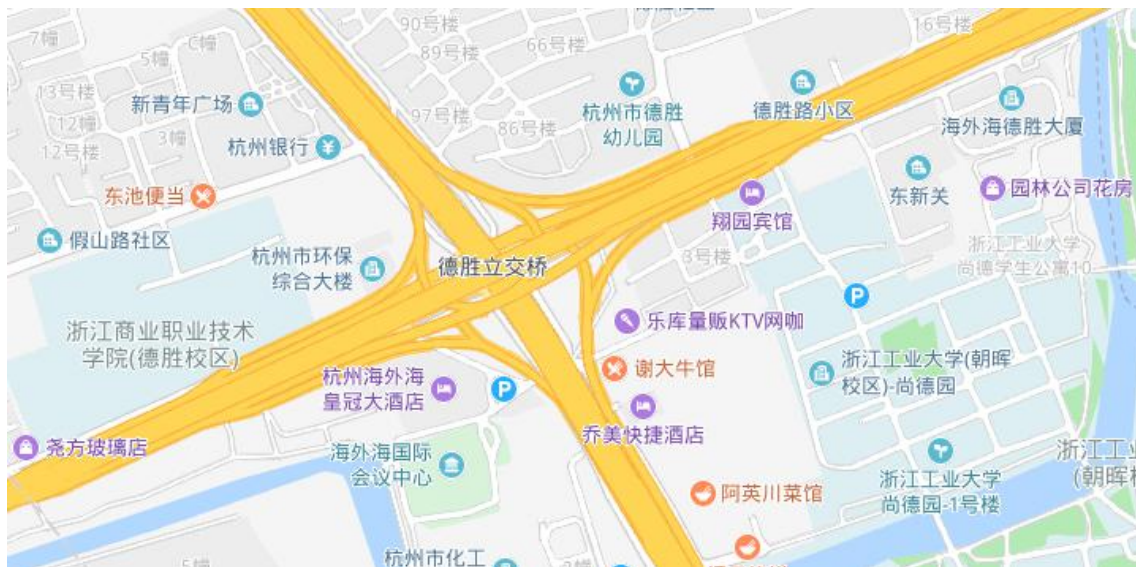 90号楼
16号楼
7幢
C幢
66号楼
89号楼
5幢
13号楼
新青年广场
97号楼
杭州市德胜
幼儿园
德胜路小区
海外海德胜大厦
12幢
3幢
86号楼
12号楼
杭州银行
东池便当
东新关
园林公司花房
翔园宾馆
假山路社区
杭州市环保
综合大楼
德胜立交桥
3号楼
浙江工业大学
尚德学生公寓10
浙江商业职业技术
学院(德胜校区)
乐库量贩KTV网咖
谢大牛馆
浙江工业大学(朝晖
校区)-尚德园
杭州海外海
皇冠大酒店
P
P
乔美快捷酒店
尧方玻璃店
海外海国际
会议中心
阿英川菜馆
浙江工业大学
尚德园-1号楼
浙江工
(朝晖
杭州市化工
5幢